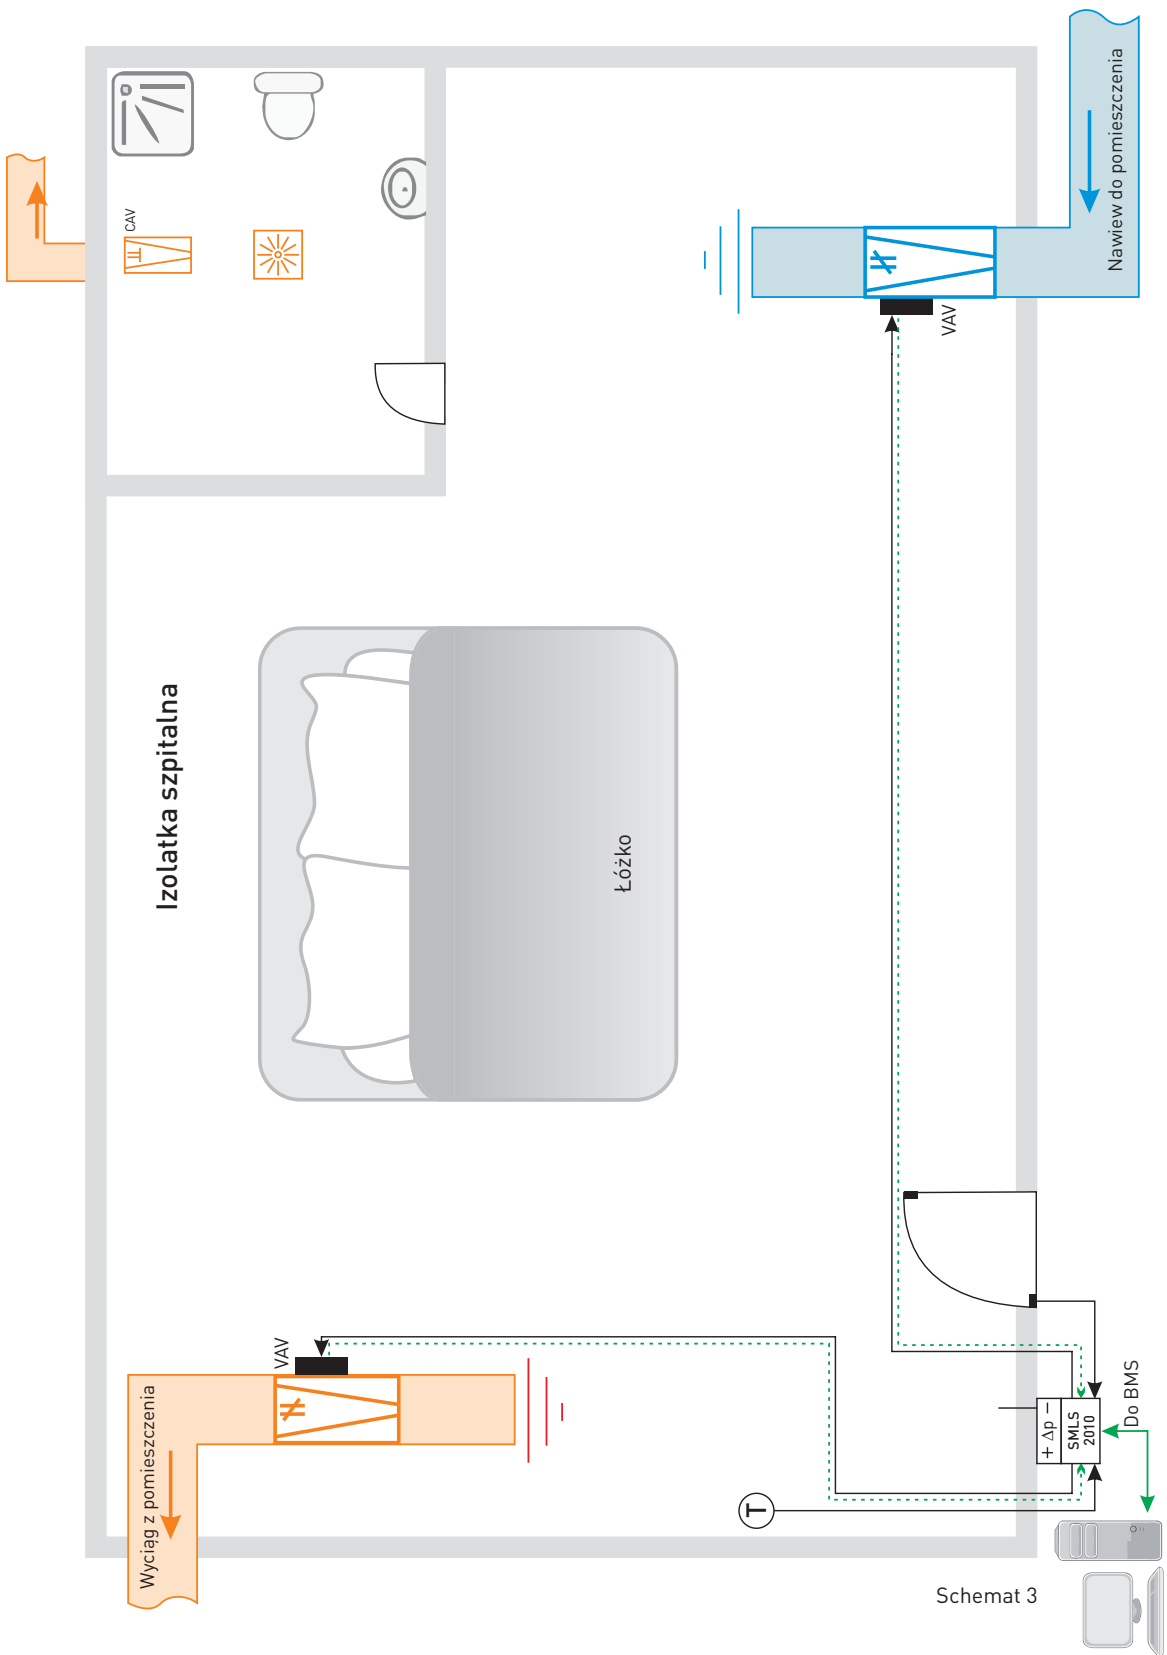 CAV
Nawiew do pomieszczenia
VAV
Izolatka szpitalna
Łóżko
VAV
Wyciąg z pomieszczenia
T
+ Δp −
SMLS
2010
Do BMS
Schemat 3